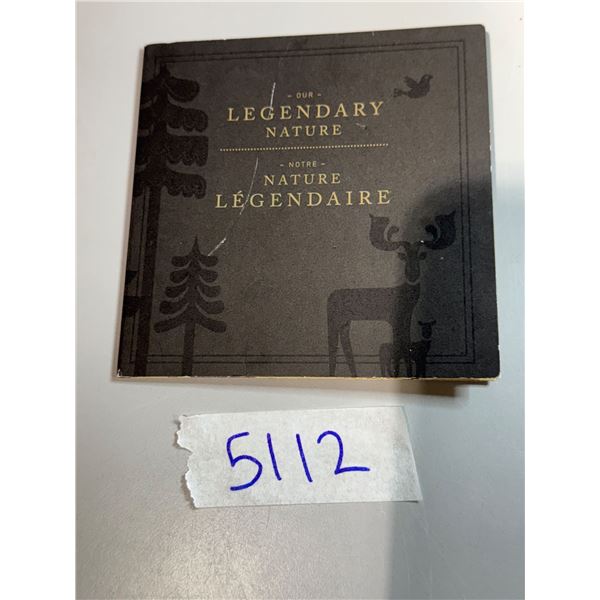 - OUR -
LEGENDARY
NATURE
- NOTRE -
NATURE
LÉGENDAIRE
5112